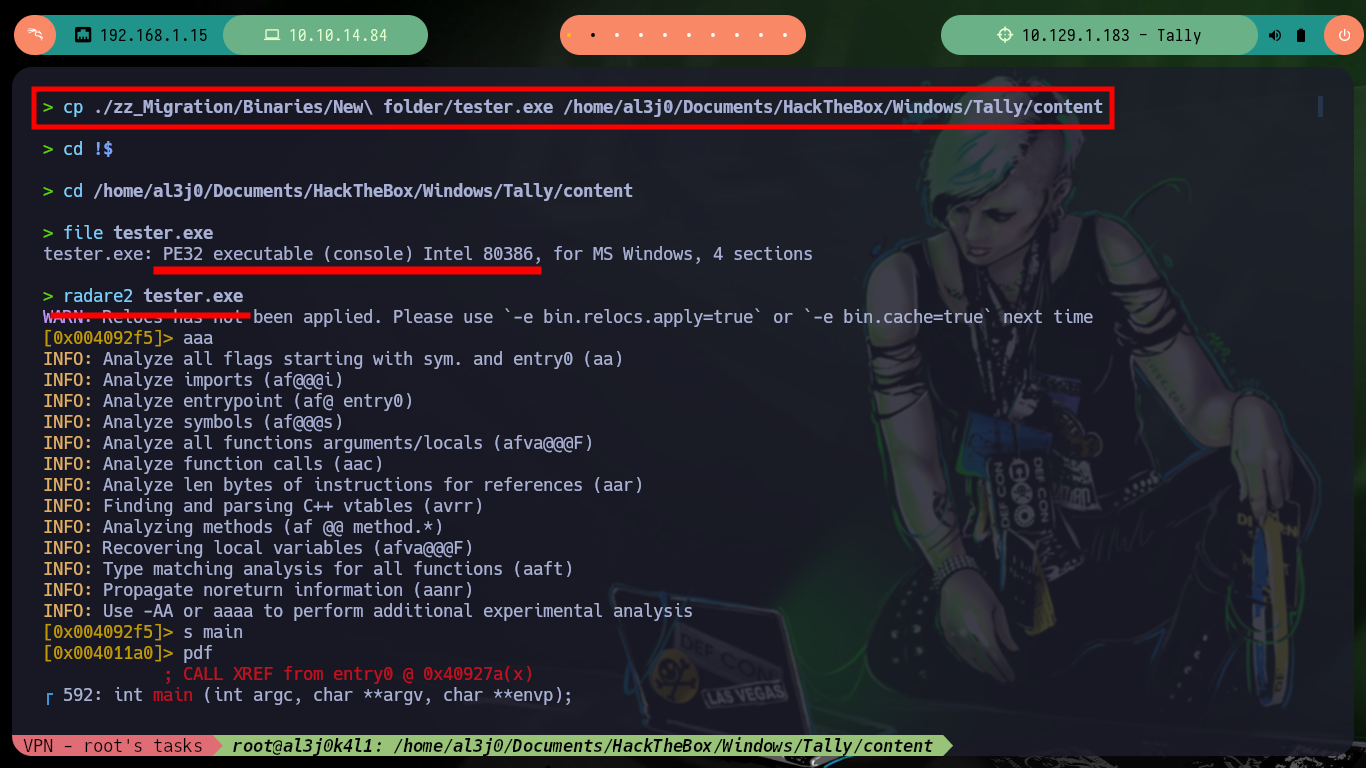 192.168.1.15 10.10.14.84 10.129.1.183 - Tally
> cp ./zz_Migration/Binaries/New\ folder/tester.exe /home/al3j0/Documents/HackTheBox/Windows/Tally/content
> cd !$
> cd /home/al3j0/Documents/HackTheBox/Windows/Tally/content
> file tester.exe
tester.exe: PE32 executable (console) Intel 80386, for MS Windows, 4 sections
> radare2 tester.exe
WARN: Relocs has not been applied. Please use `-e bin.relocs.apply=true` or `-e bin.cache=true` next time
[0x004092f5]> aaa
INFO: Analyze all flags starting with sym. and entry0 (aa)
INFO: Analyze imports (af@@@i)
INFO: Analyze entrypoint (af@ entry0)
INFO: Analyze symbols (af@@@s)
INFO: Analyze all functions arguments/locals (afva@@@F)
INFO: Analyze function calls (aac)
INFO: Analyze len bytes of instructions for references (aar)
INFO: Finding and parsing C++ vtables (avrr)
INFO: Analyzing methods (af @@ method.*)
INFO: Recovering local variables (afva@@@F)
INFO: Type matching analysis for all functions (aaft)
INFO: Propagate noreturn information (aanr)
INFO: Use -AA or aaaa to perform additional experimental analysis
[0x004092f5]> s main
[0x004011a0]> pdf
; CALL XREF from entry0 @ 0x40927a(x)
┌ 592: int main (int argc, char **argv, char **envp);
DEF CON
DEF CON
DEF CON
LAS VEGAS
VPN - root's tasks root@al3j0k4l1: /home/al3j0/Documents/HackTheBox/Windows/Tally/content